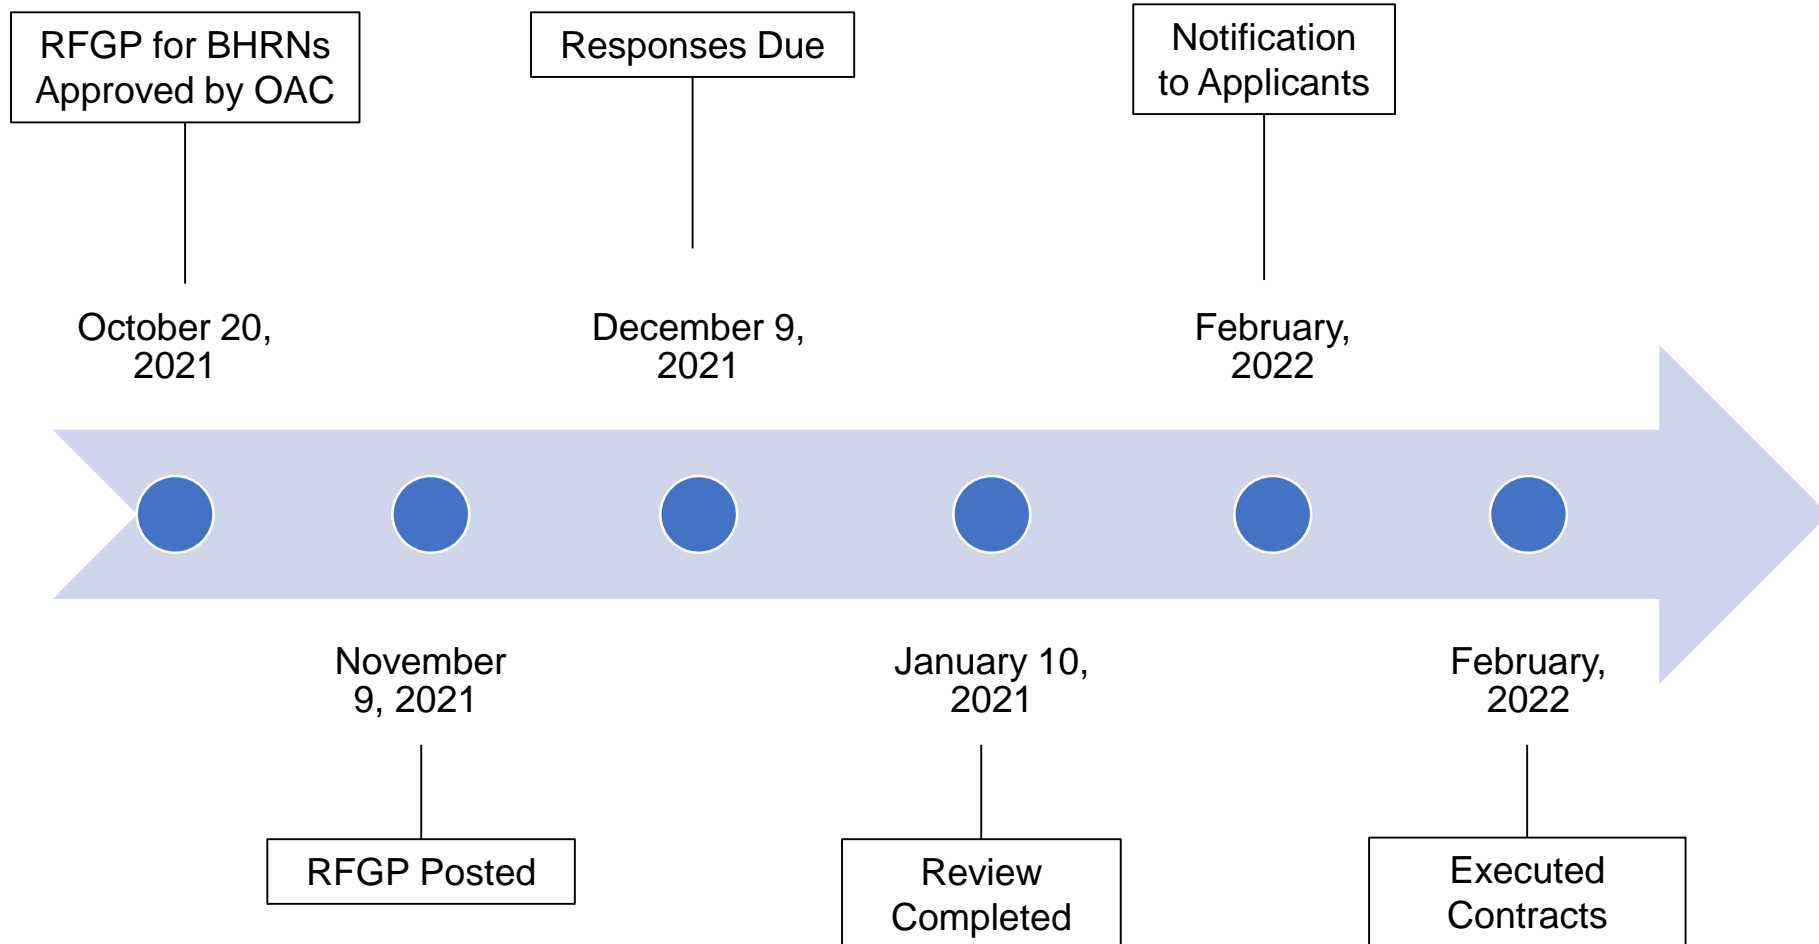 RFGP for BHRNs
Approved by OAC
Responses Due
Notification
to Applicants
October 20,
2021
December 9,
2021
February,
2022
November
9, 2021
January 10,
2021
February,
2022
RFGP Posted
Review
Completed
Executed
Contracts